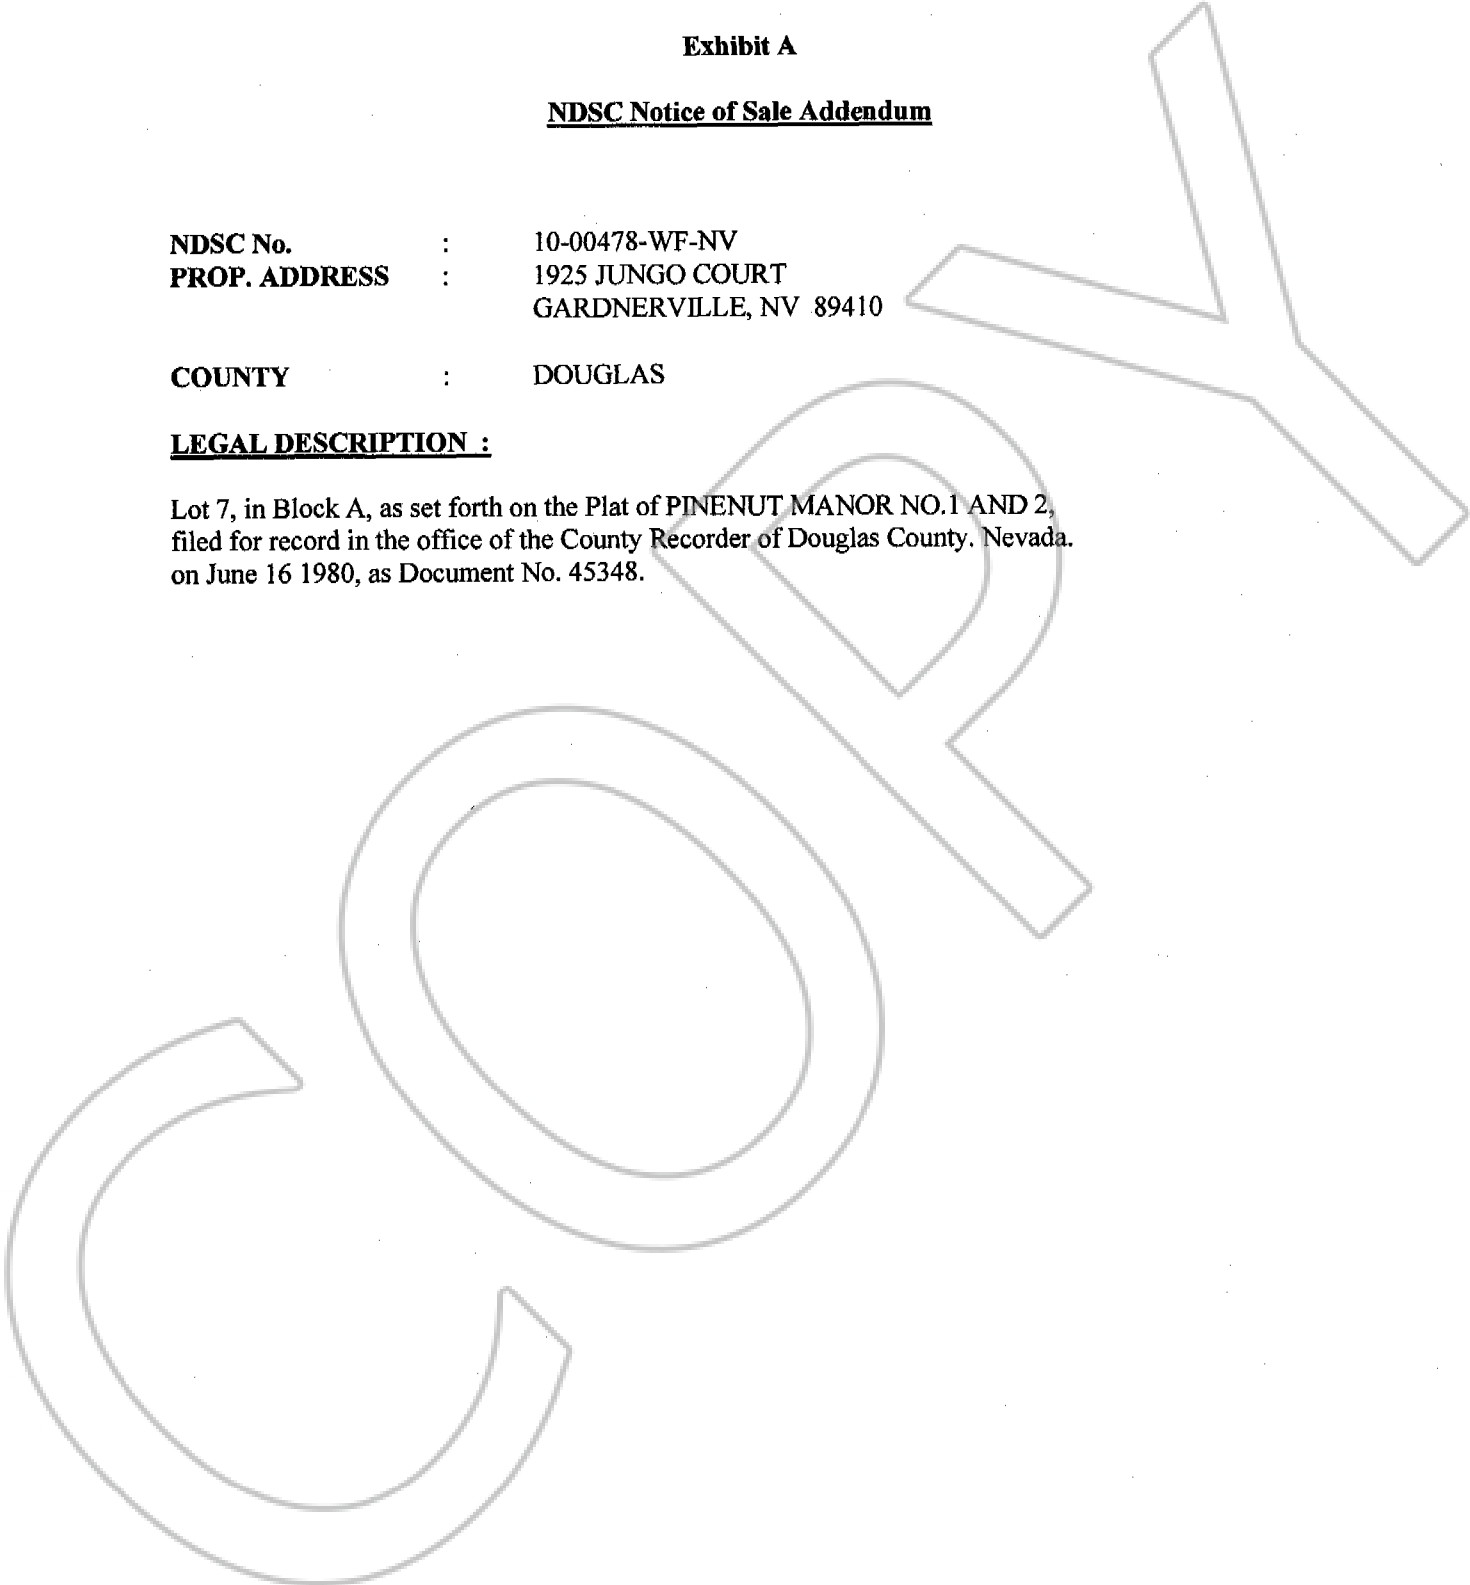 Exhibit A
NDSC Notice of Sale Addendum
NDSC No. : 10-00478-WF-NV
PROP. ADDRESS : 1925 JUNGO COURT
GARDNERVILLE, NV 89410
COUNTY : DOUGLAS
LEGAL DESCRIPTION :
Lot 7, in Block A, as set forth on the Plat of PINENUT MANOR NO.1 AND 2,
filed for record in the office of the County Recorder of Douglas County. Nevada.
on June 16 1980, as Document No. 45348.
COPY